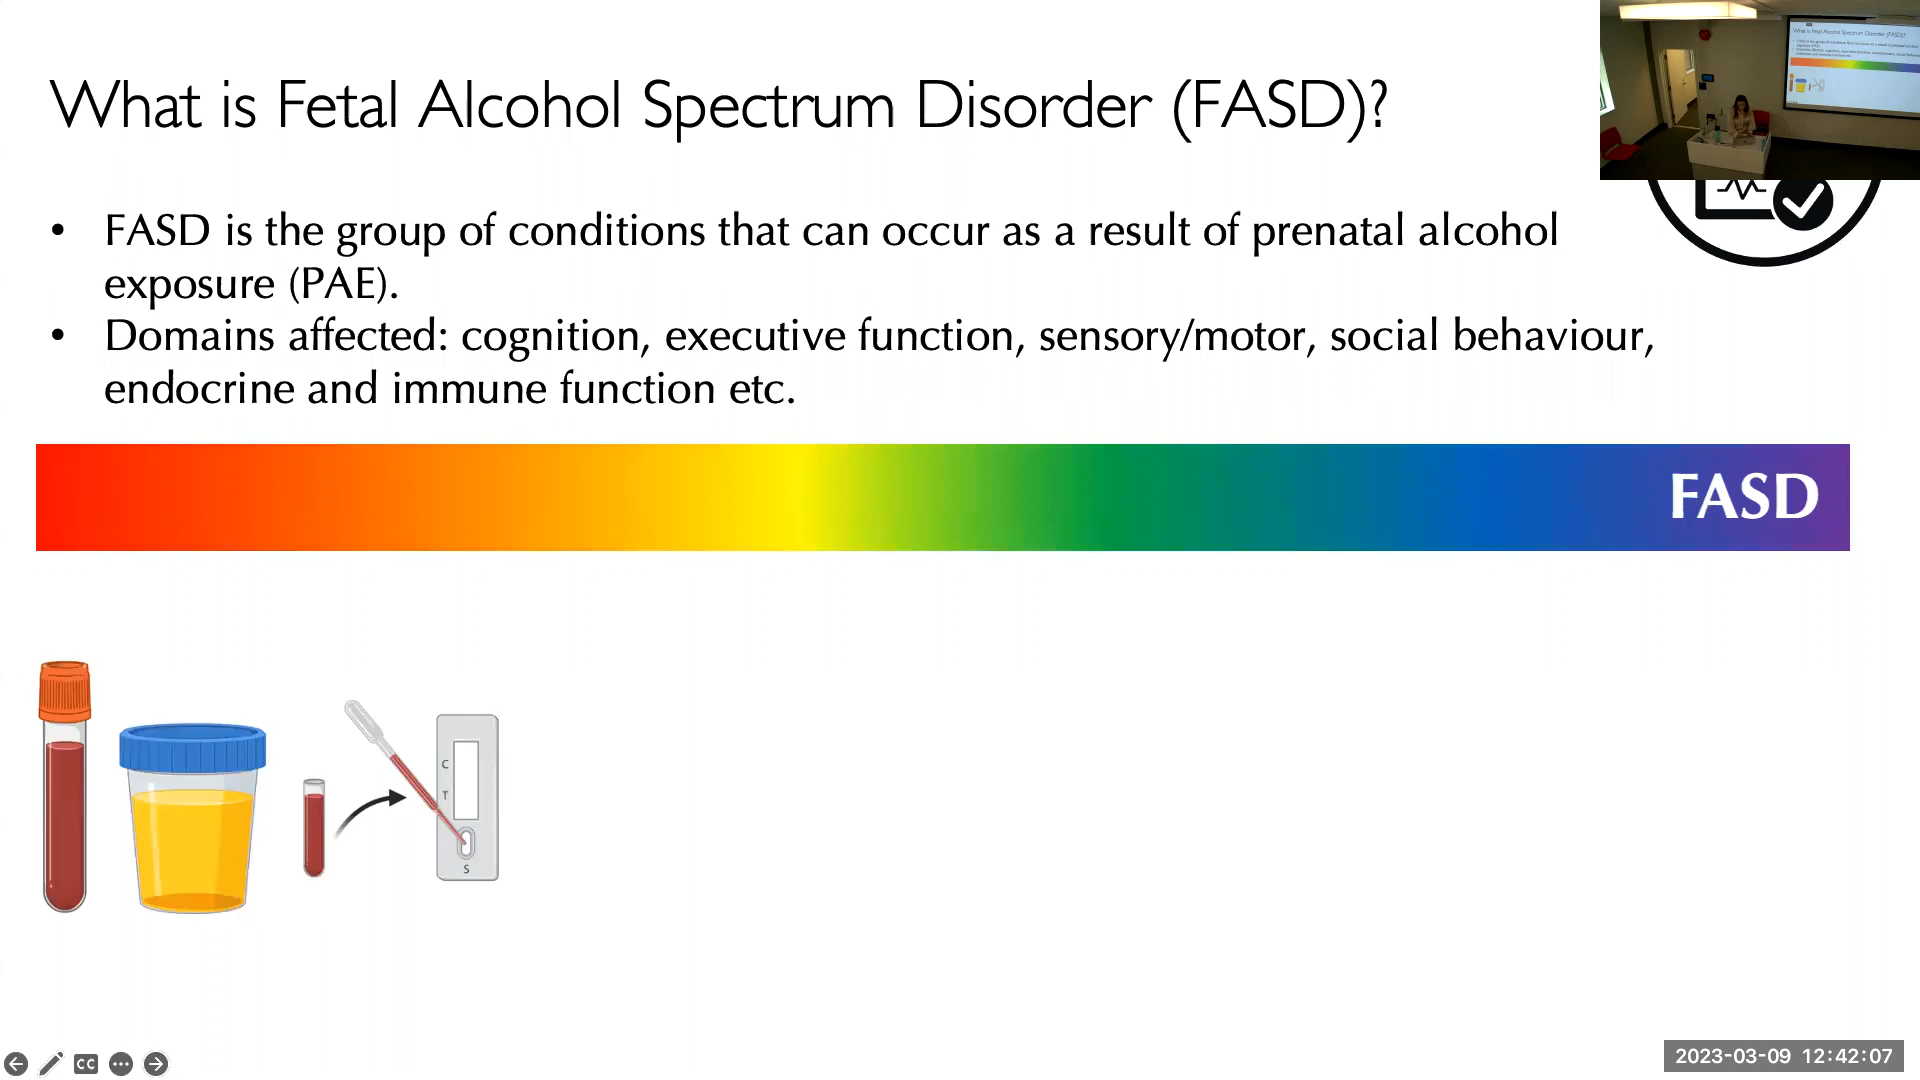 What is Fetal Alcohol Spectrum Disorder (FASD)?
• FASD is the group of conditions that can occur as a result of prenatal alcohol
exposure (PAE).
• Domains affected: cognition, executive function, sensory/motor, social behaviour,
endocrine and immune function etc.
FASD
C
T
S
CC
2023-03-09 12:42:07